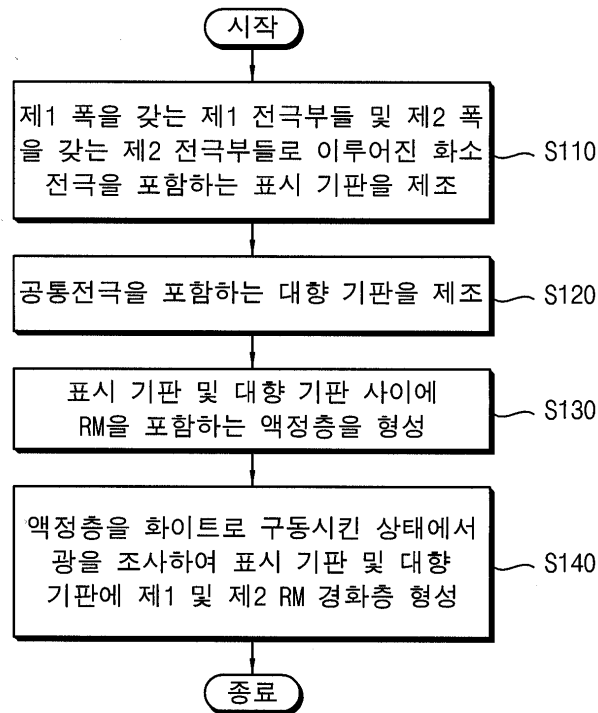 시작
제1 폭을 갖는 제1 전극부들 및 제2 폭
을 갖는 제2 전극부들로 이루어진 화소
전극을 포함하는 표시 기판을 제조
S110
공통전극을 포함하는 대향 기판을 제조
S120
표시 기판 및 대향 기판 사이에
RM을 포함하는 액정층을 형성
S130
액정층을 화이트로 구동시킨 상태에서
광을 조사하여 표시 기판 및 대향
기판에 제1 및 제2 RM 경화층 형성
S140
종료